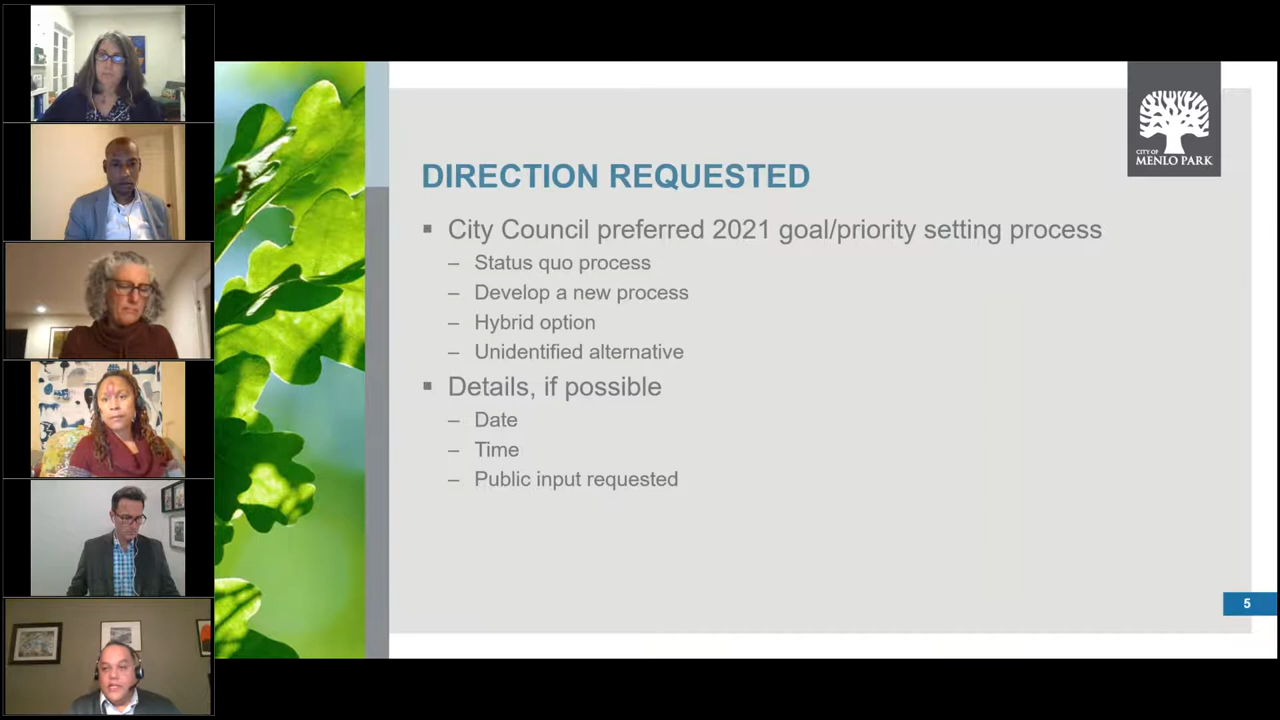 CITY OF
MENLO PARK
DIRECTION REQUESTED
▪ City Council preferred 2021 goal/priority setting process
– Status quo process
– Develop a new process
– Hybrid option
– Unidentified alternative
▪ Details, if possible
– Date
– Time
– Public input requested
5